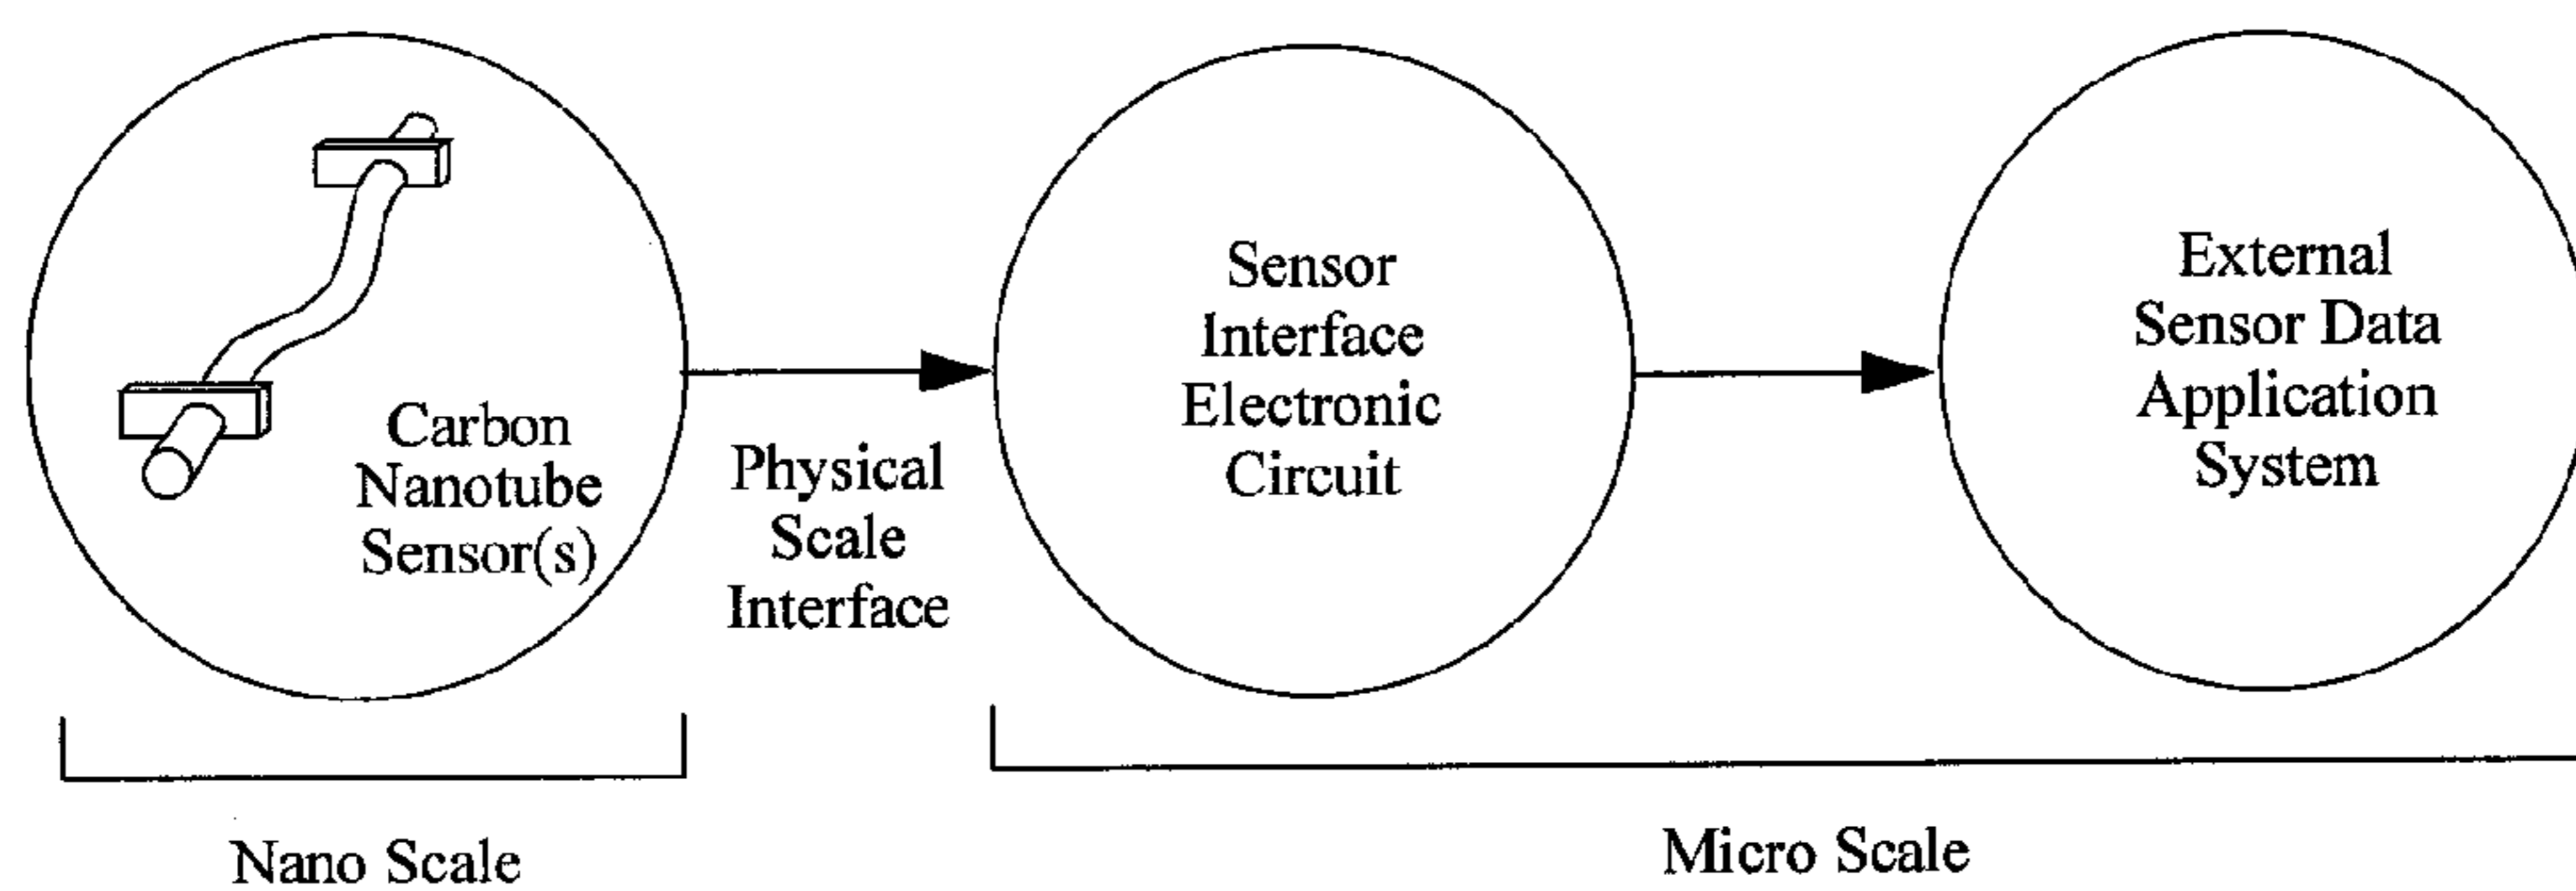 Carbon
Nanotube
Sensor(s)
Physical
Scale
Interface
Sensor
Interface
Electronic
Circuit
External
Sensor Data
Application
System
Nano Scale
Micro Scale